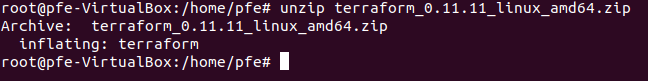 root@pfe-VirtualBox:/home/pfe# unzip terraform_0.11.11_linux_amd64.zip
Archive:  terraform_0.11.11_linux_amd64.zip
  inflating: terraform
root@pfe-VirtualBox:/home/pfe#